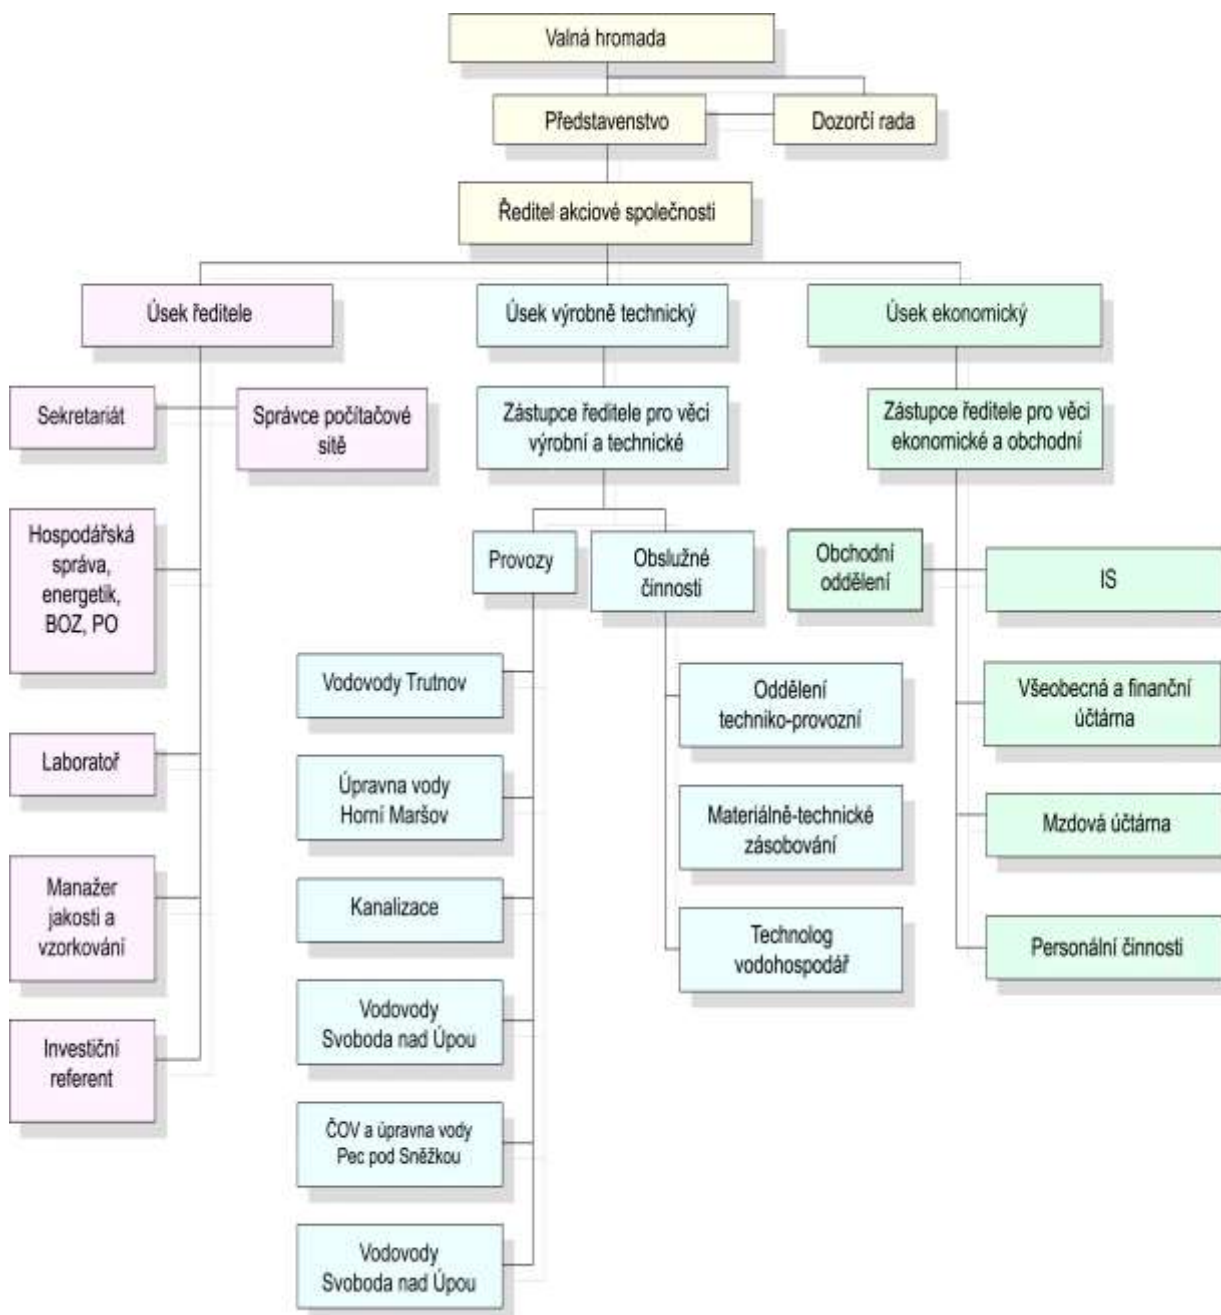 Valná hromada
Představenstvo
Dozorčí rada
Ředitel akciové společnosti
Úsek ředitele
Úsek výrobně technický
Úsek ekonomický
Sekretariát
Správce počítačové
sítě
Zástupce ředitele pro věci
výrobní a technické
Zástupce ředitele pro věci
ekonomické a obchodní
Hospodářská
správa,
energetik,
BOZ, PO
Provozy
Obslužné
činnosti
Obchodní
oddělení
IS
Vodovody Trutnov
Oddělení
techniko-provozní
Všeobecná a finanční
účtárna
Laboratoř
Úpravna vody
Horní Maršov
Materiálně-technické
zásobování
Mzdová účtárna
Manažer
jakosti a
vzorkování
Kanalizace
Technolog
vodohospodář
Personální činnosti
Vodovody
Svoboda nad Úpou
Investiční
referent
ČOV a úpravna vody
Pec pod Sněžkou
Vodovody
Svoboda nad Úpou